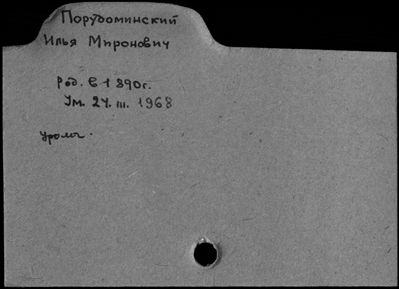 Порудоминский
Илья Миронович
Род. в 1890г.
Ум. 24. III. 1968
уролог.